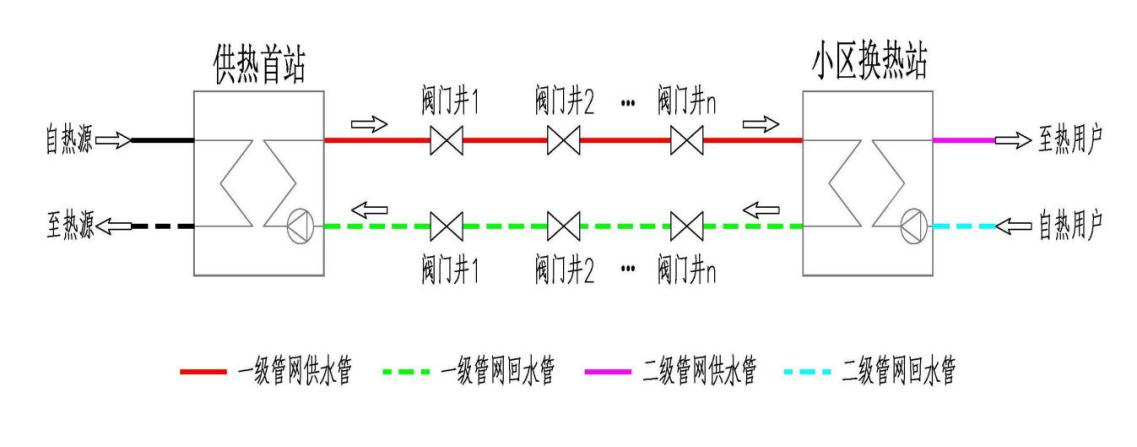 供热首站
小区换热站
阀门井1 阀门井2 … 阀门井n
自热源
至热用户
至热源
自热用户
阀门井1 阀门井2 … 阀门井n
一级管网供水管 一级管网回水管 二级管网供水管 二级管网回水管